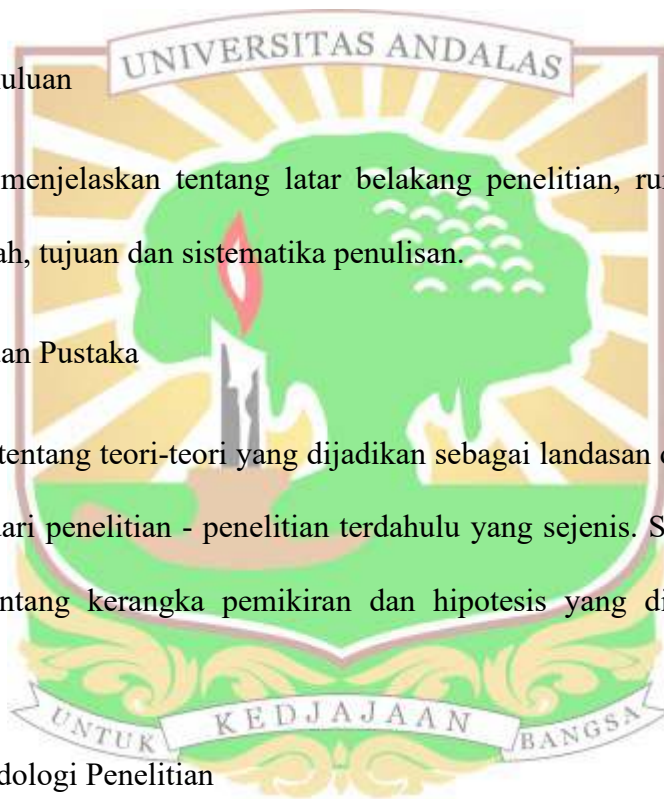 UNIVERSITAS ANDALAS
uluan
menjelaskan tentang latar belakang penelitian, ru
ah, tujuan dan sistematika penulisan.
an Pustaka
tentang teori-teori yang dijadikan sebagai landasan
dari penelitian - penelitian terdahulu yang sejenis. S
ntang kerangka pemikiran dan hipotesis yang di
UNTUK KEDJAJAAN BANGSA
dologi Penelitian